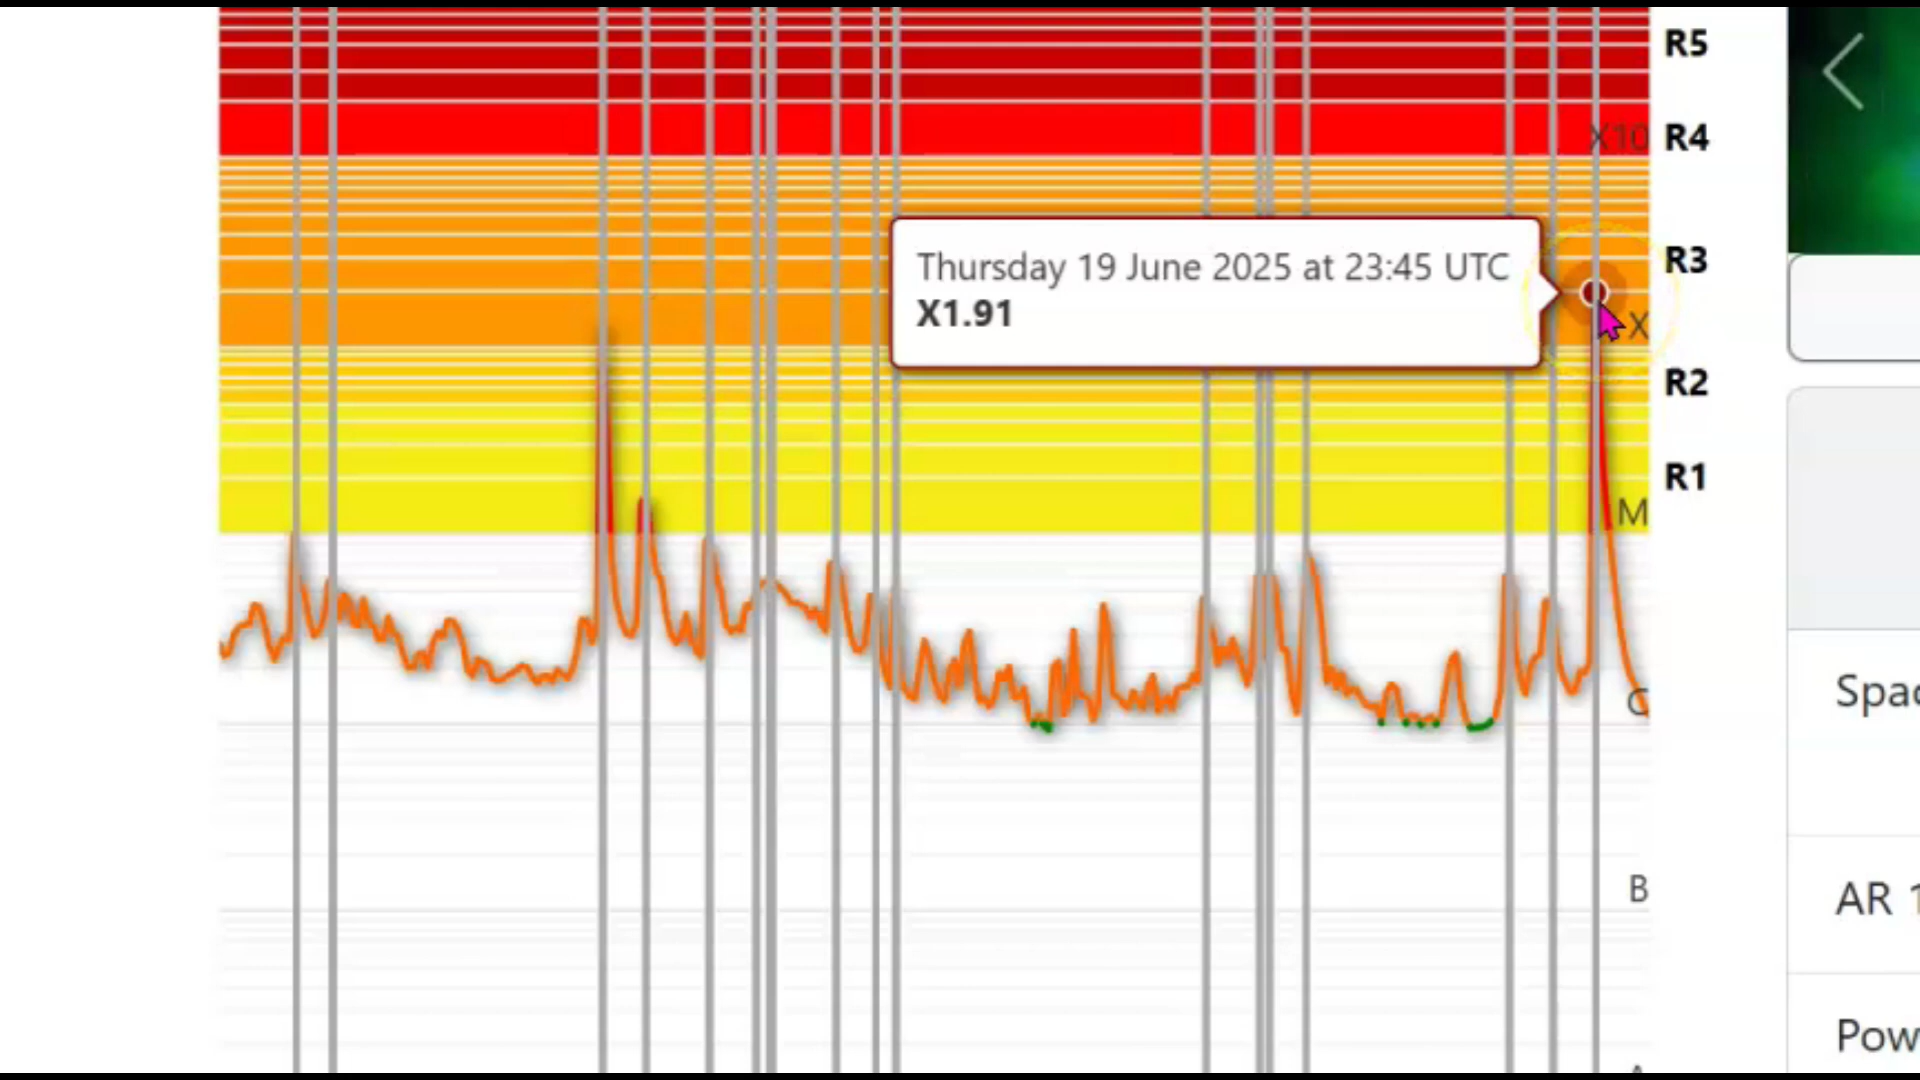 R5
X10 R4
Thursday 19 June 2025 at 23:45 UTC
X1.91
R3
X
R2
R1
M
C
B
Spac
AR 1
Pow